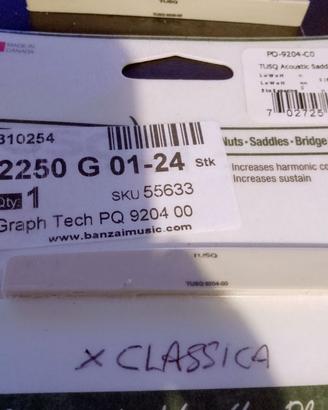 TUSQ
MADE IN
CANADA
PQ-9204-C0
TUSQ Acoustic Sadd
7 02725
310254
2250 G 01-24 Stk
Qty: 1
SKU 55633
Graph Tech PQ 9204 00
www.banzaimusic.com
Nuts • Saddles • Bridge
Increases harmonic co
Increases sustain
TUSQ
TUSQ 9204-00
x CLASSICA